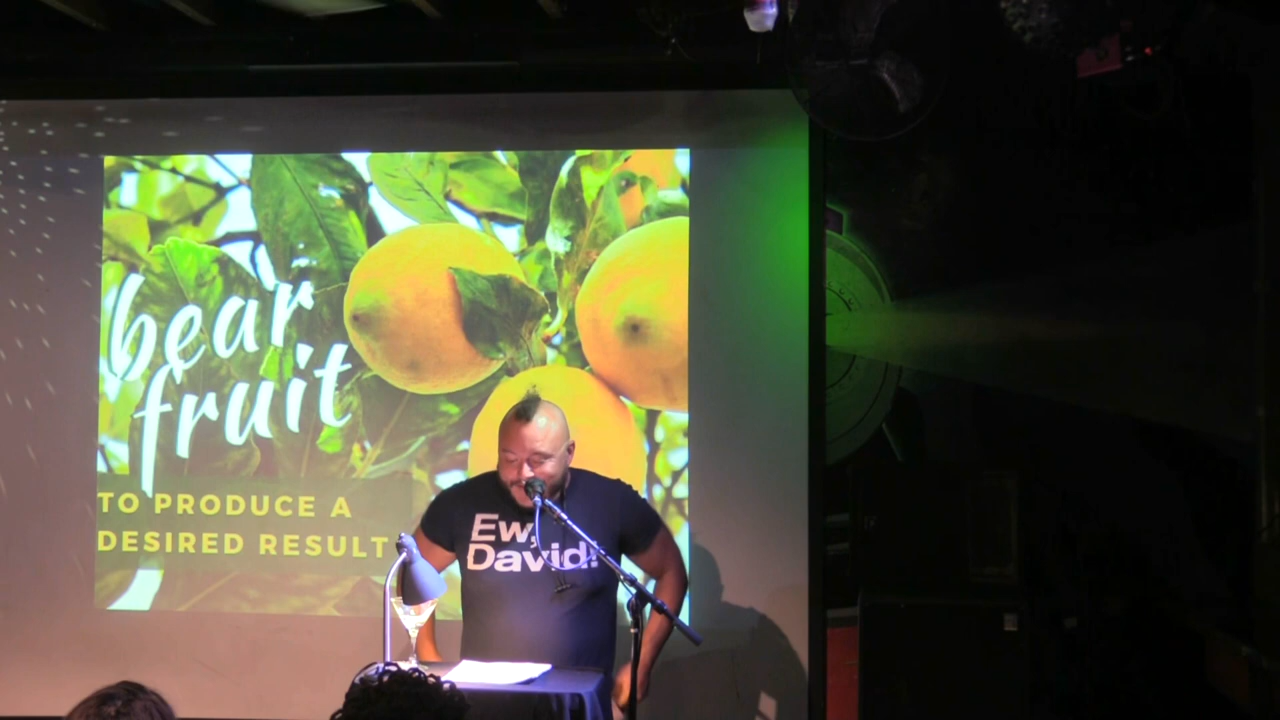 bear
fruit
TO PRODUCE A
DESIRED RESULT
Ew,
David!